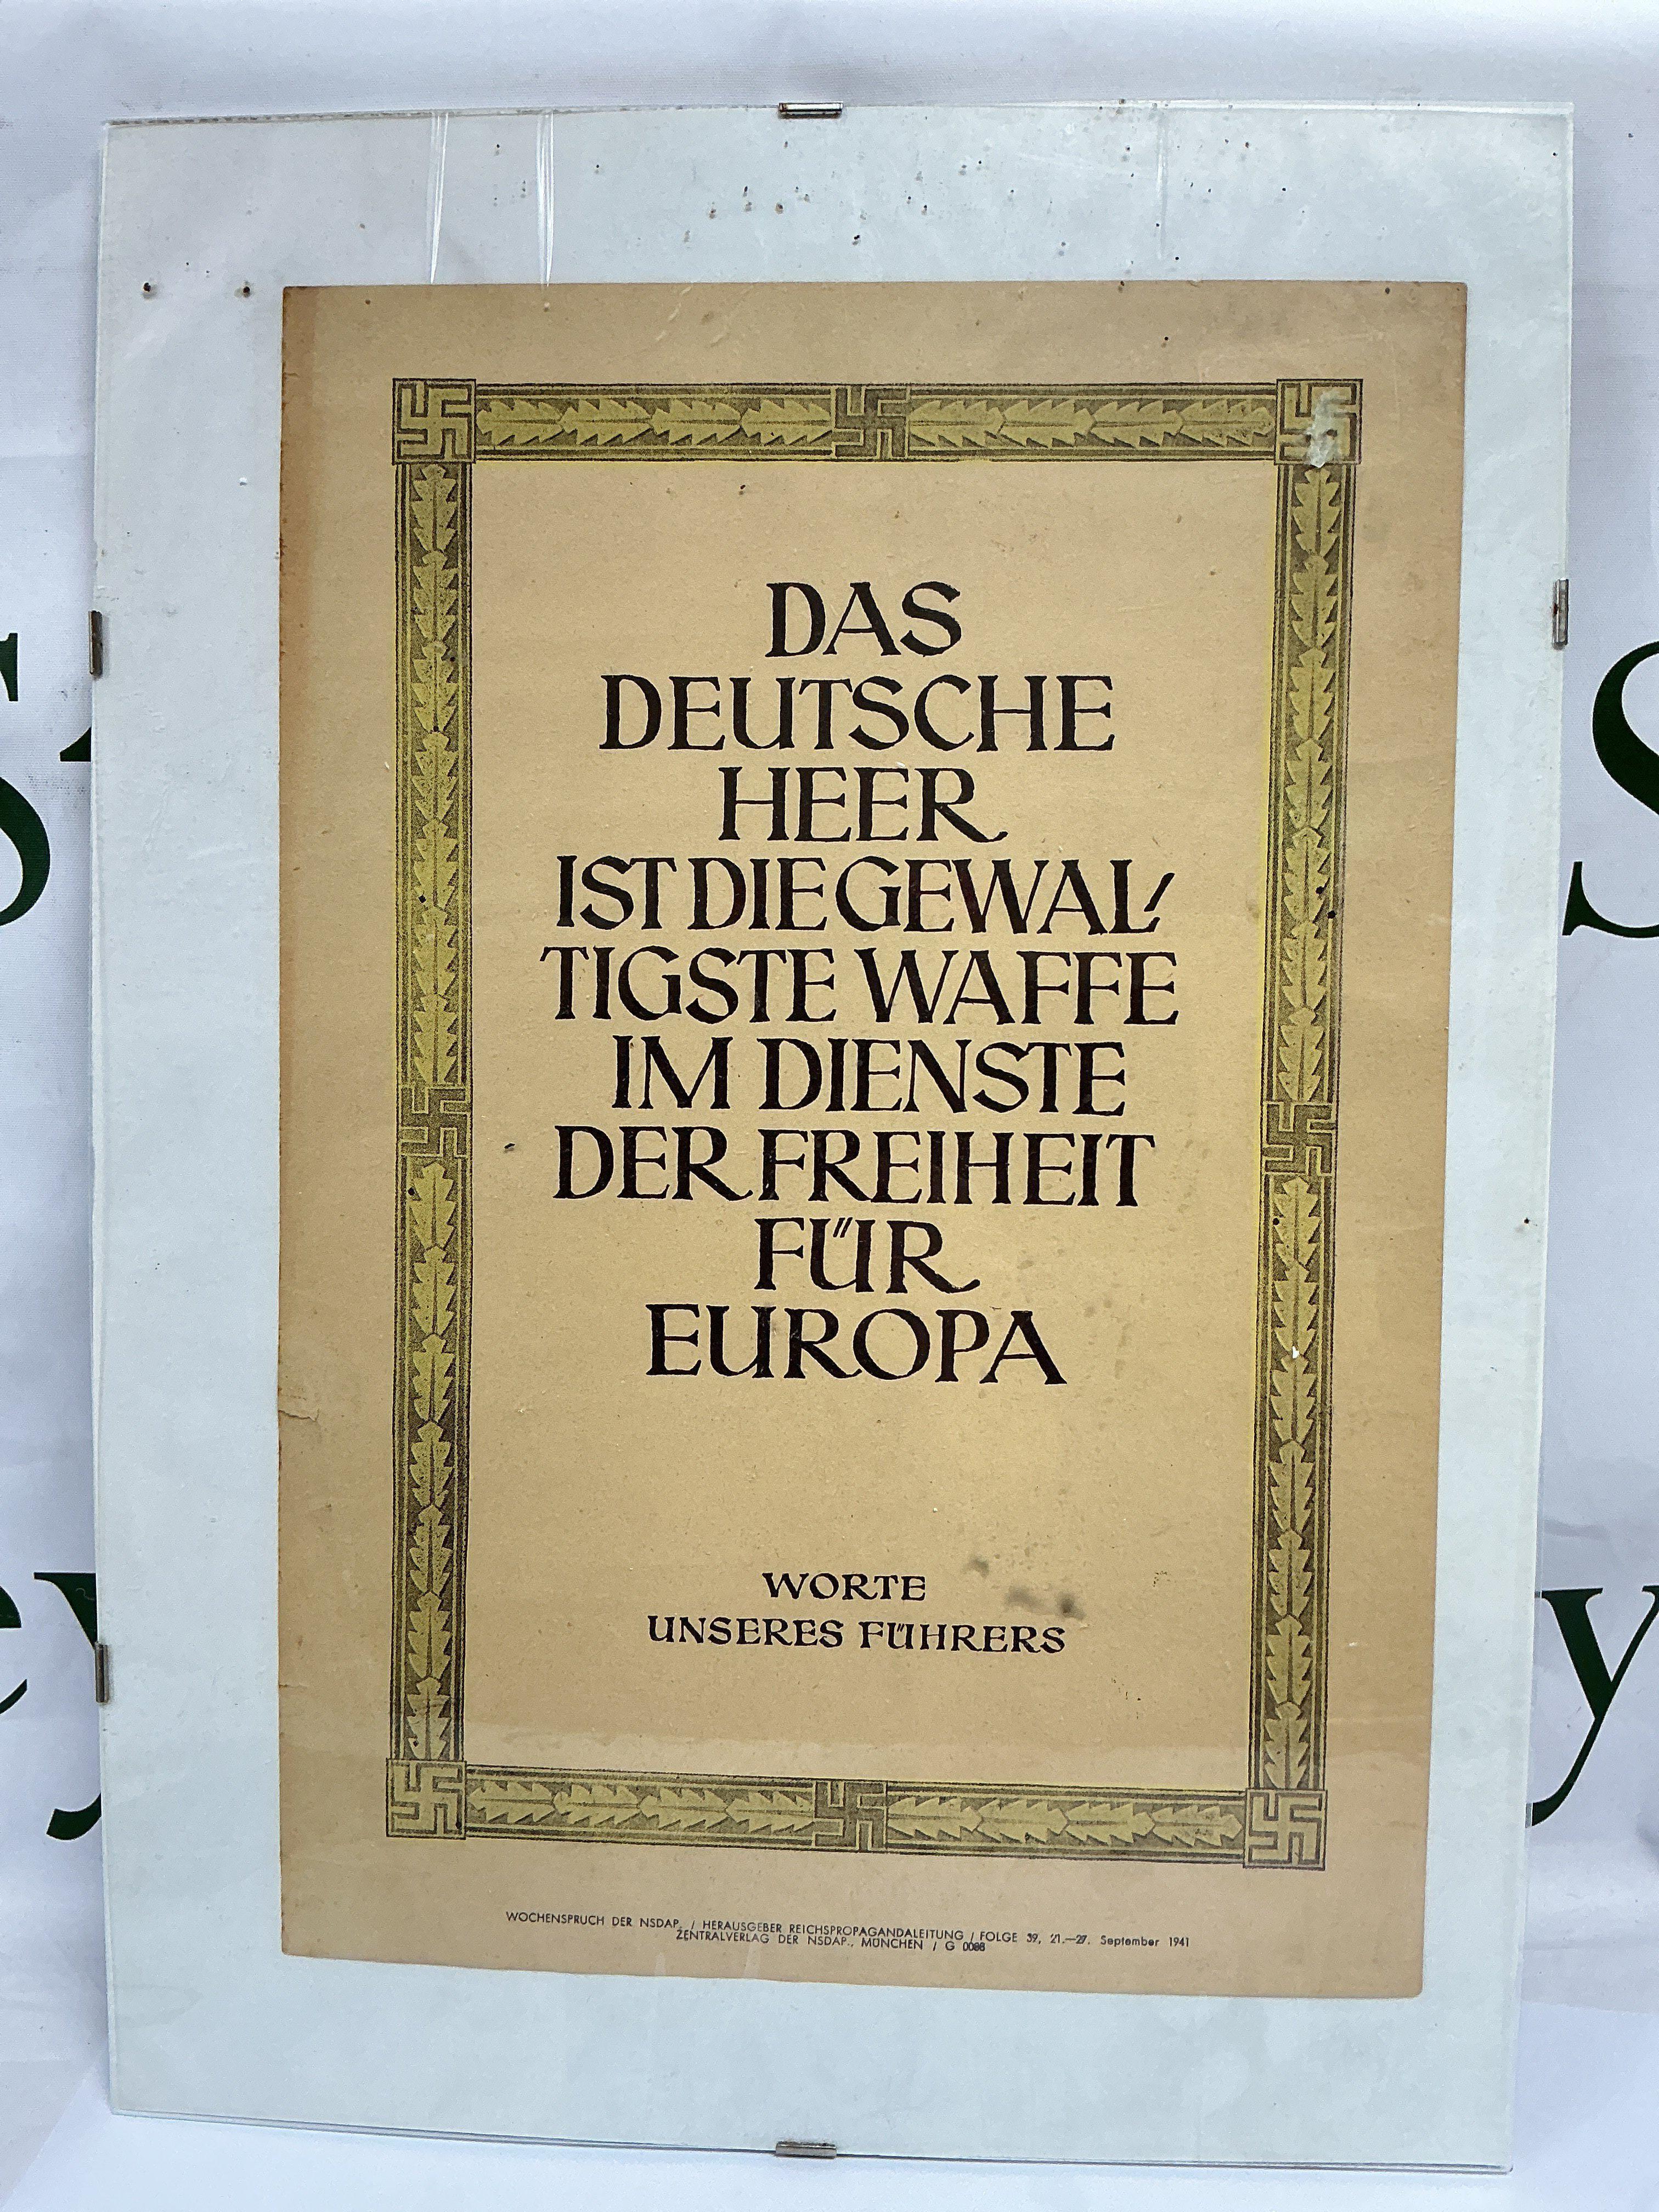 DAS
DEUTSCHE
HEER
IST DIE GEWAL/
TIGSTE WAFFE
IM DIENSTE
DER FREIHEIT
FÜR
EUROPA
WORTE
UNSERES FÜHRERS
WOCHENSPRUCH DER NSDAP. / HERAUSGEBER REICHSPROPAGANDALEITUNG / FOLGE 39, 21.—27. September 1941
ZENTRALVERLAG DER NSDAP., MÜNCHEN / G